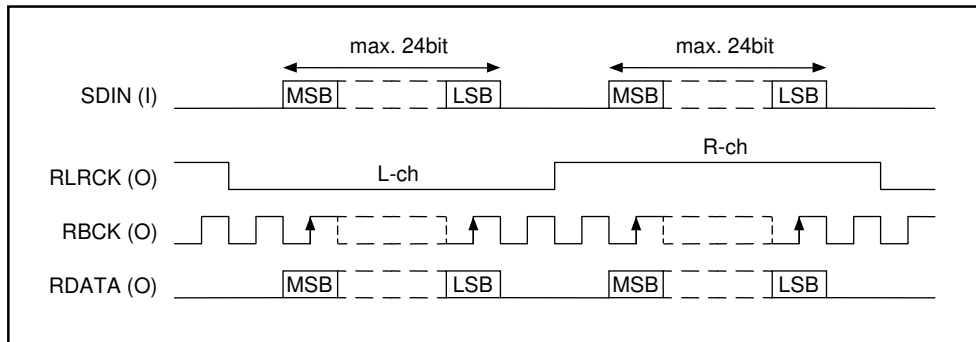 max. 24bit max. 24bit
SDIN (I) MSB LSB MSB LSB
R-ch
RLRCK (O) L-ch
RBCK (O)
RDATA (O) MSB LSB MSB LSB